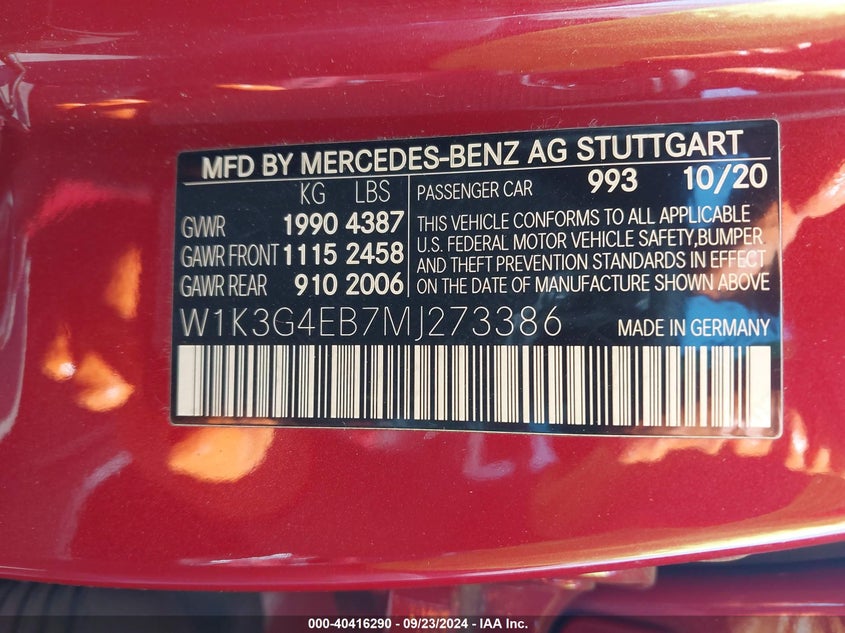 MFD BY MERCEDES-BENZ AG STUTTGART
KG LBS
GVWR 1990 4387
GAWR FRONT 1115 2458
GAWR REAR 910 2006
PASSENGER CAR 993 10/20
THIS VEHICLE CONFORMS TO ALL APPLICABLE
U.S. FEDERAL MOTOR VEHICLE SAFETY,BUMPER
AND THEFT PREVENTION STANDARDS IN EFFECT
ON THE DATE OF MANUFACTURE SHOWN ABOVE
W1K3G4EB7MJ273386 MADE IN GERMANY
000-40416290 - 09/23/2024 - IAA Inc.